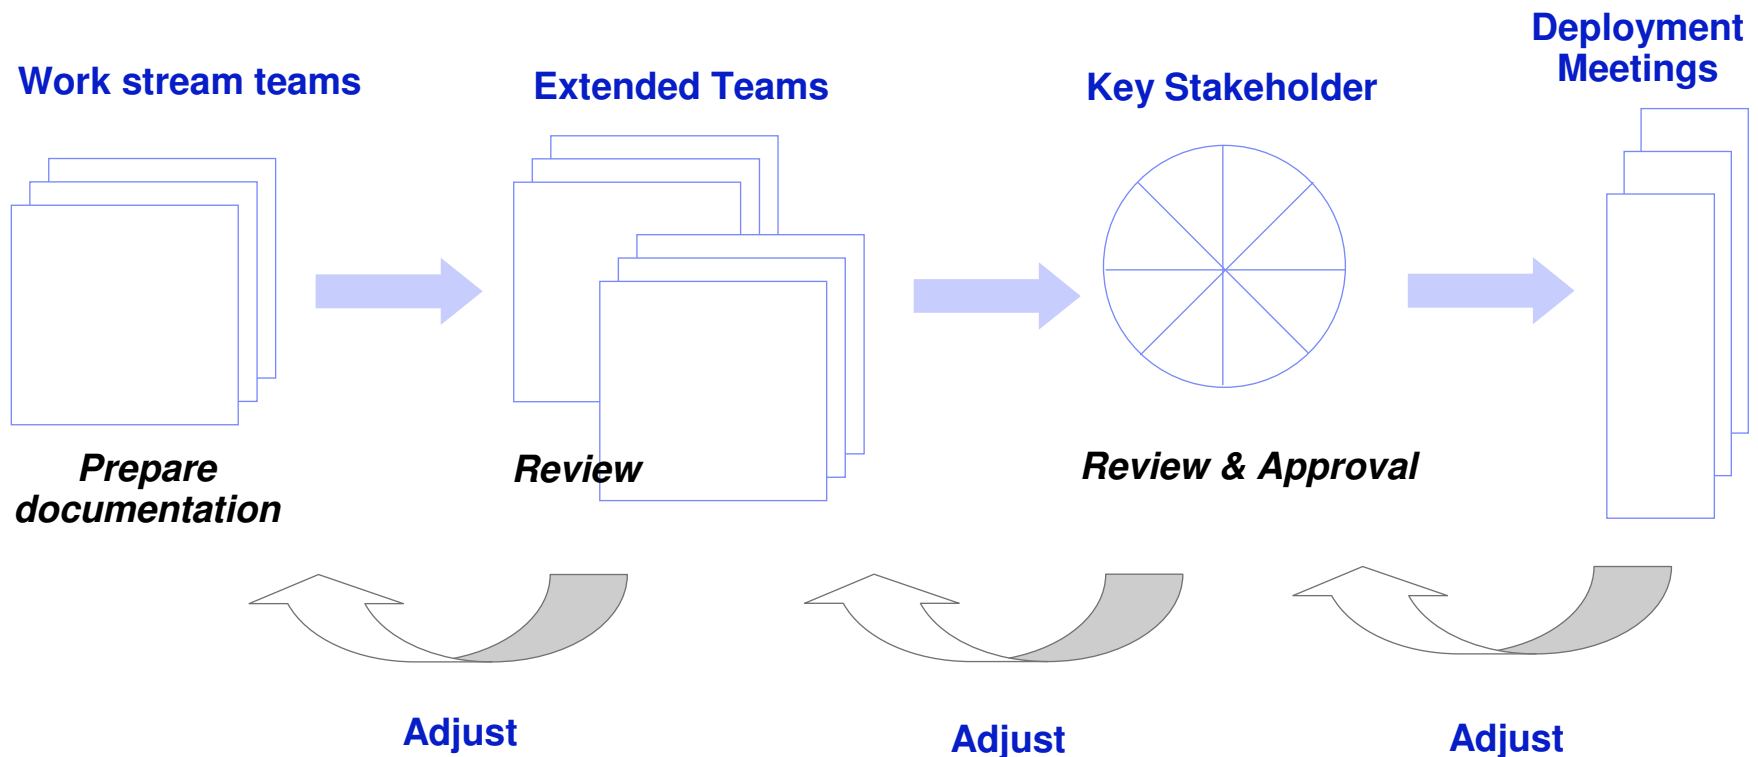 Work stream teams
Extended Teams
Key Stakeholder
Deployment
Meetings
Prepare
documentation
Review
Review & Approval
Adjust
Adjust
Adjust